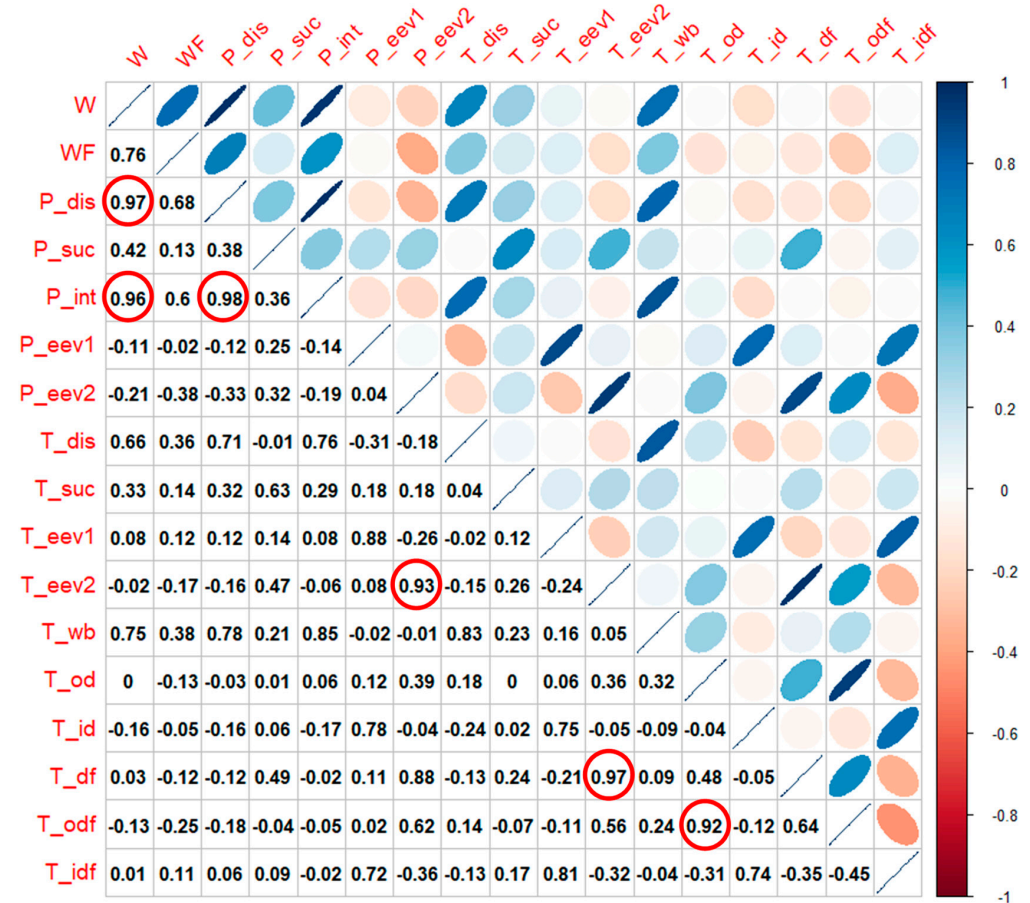 W WF P_dis P_suc P_int P_eev1 P_eev2 T_dis T_suc T_eev1 T_eev2 T_wb T_od T_id T_df T_odf T_idf
W
WF 0.76
P_dis 0.97 0.68
P_suc 0.42 0.13 0.38
P_int 0.96 0.6 0.98 0.36
P_eev1 -0.11 -0.02 -0.12 0.25 -0.14
P_eev2 -0.21 -0.38 -0.33 0.32 -0.19 0.04
T_dis 0.66 0.36 0.71 -0.01 0.76 -0.31 -0.18
T_suc 0.33 0.14 0.32 0.63 0.29 0.18 0.18 0.04
T_eev1 0.08 0.12 0.12 0.14 0.08 0.88 -0.26 -0.02 0.12
T_eev2 -0.02 -0.17 -0.16 0.47 -0.06 0.08 0.93 -0.15 0.26 -0.24
T_wb 0.75 0.38 0.78 0.21 0.85 -0.02 -0.01 0.83 0.23 0.16 0.05
T_od 0 -0.13 -0.03 0.01 0.06 0.12 0.39 0.18 0 0.06 0.36 0.32
T_id -0.16 -0.05 -0.16 0.06 -0.17 0.78 -0.04 -0.24 0.02 0.75 -0.05 -0.09 -0.04
T_df 0.03 -0.12 -0.12 0.49 -0.02 0.11 0.88 -0.13 0.24 -0.21 0.97 0.09 0.48 -0.05
T_odf -0.13 -0.25 -0.18 -0.04 -0.05 0.02 0.62 0.14 -0.07 -0.11 0.56 0.24 0.92 -0.12 0.64
T_idf 0.01 0.11 0.06 0.09 -0.02 0.72 -0.36 -0.13 0.17 0.81 -0.32 -0.04 -0.31 0.74 -0.35 -0.45
1
0.8
0.6
0.4
0.2
0
-0.2
-0.4
-0.6
-0.8
-1